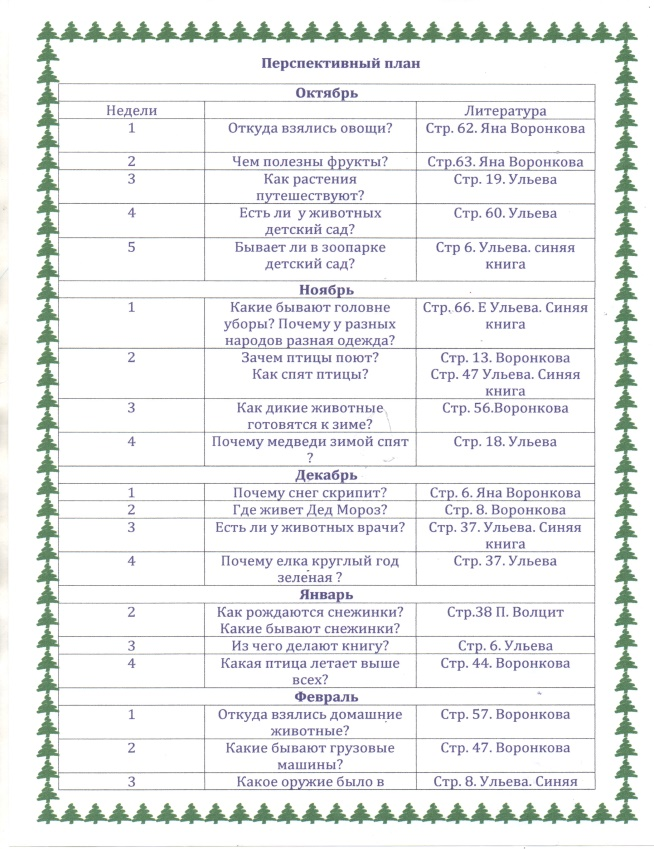 Перспективный план
Октябрь
Недели Литература
1 Откуда взялись овощи? Стр. 62. Яна Воронкова
2 Чем полезны фрукты? Стр.63. Яна Воронкова
3 Как растения Стр. 19. Ульева
путешествуют?
4 Есть ли у животных Стр. 60. Ульева
детский сад?
5 Бывает ли в зоопарке Стр 6. Ульева. синяя
детский сад? книга
Ноябрь
1 Какие бывают головне Стр. 66. Е Ульева. Синяя
уборы? Почему у разных книга
народов разная одежда?
2 Зачем птицы поют? Стр. 13. Воронкова
Как спят птицы? Стр. 47 Ульева. Синяя
книга
3 Как дикие животные Стр. 56.Воронкова
готовятся к зиме?
4 Почему медведи зимой спят Стр. 18. Ульева
?
Декабрь
1 Почему снег скрипит? Стр. 6. Яна Воронкова
2 Где живет Дед Мороз? Стр. 8. Воронкова
3 Есть ли у животных врачи? Стр. 37. Ульева. Синяя
книга
4 Почему елка круглый год Стр. 37. Ульева
зеленая ?
Январь
2 Как рождаются снежинки? Стр.38 П. Волцит
Какие бывают снежинки?
3 Из чего делают книгу? Стр. 6. Ульева
4 Какая птица летает выше Стр. 44. Воронкова
всех?
Февраль
1 Откуда взялись домашние Стр. 57. Воронкова
животные?
2 Какие бывают грузовые Стр. 47. Воронкова
машины?
3 Какое оружие было в Стр. 8. Ульева. Синяя